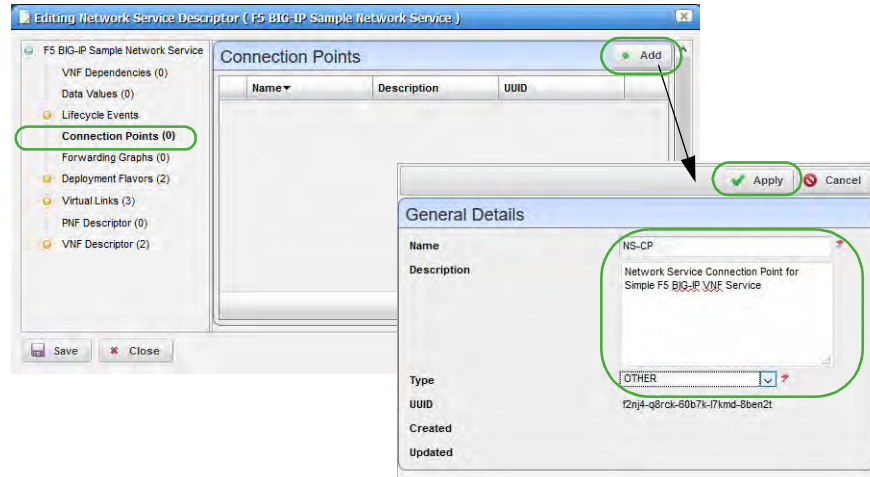 Editing Network Service Descriptor ( F5 BIG-IP Sample Network Service )
F5 BIG-IP Sample Network Service
VNF Dependencies (0)
Data Values (0)
Lifecycle Events
Connection Points (0)
Forwarding Graphs (0)
Deployment Flavors (2)
Virtual Links (3)
PNF Descriptor (0)
VNF Descriptor (2)
Connection Points
Add
Name Description UUID
Save Close
Apply Cancel
General Details
Name NS-CP
Description Network Service Connection Point for
Simple F5 BIG-IP VNF Service
Type OTHER
UUID f2nj4-q8rck-60b7k-l7kmd-8ben2t
Created
Updated